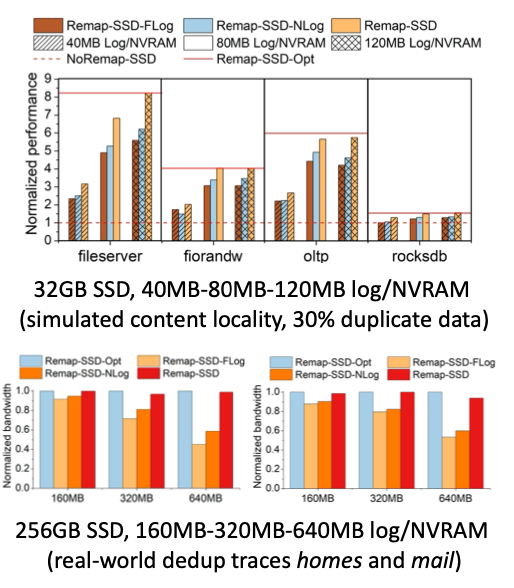 Remap-SSD-FLog Remap-SSD-NLog Remap-SSD
40MB Log/NVRAM 80MB Log/NVRAM 120MB Log/NVRAM
NoRemap-SSD Remap-SSD-Opt
Normalized performance
9
8
7
6
5
4
3
2
1
0
fileserver fiorandw oltp rocksdb
32GB SSD, 40MB-80MB-120MB log/NVRAM
(simulated content locality, 30% duplicate data)
Remap-SSD-Opt Remap-SSD-FLog
Remap-SSD-NLog Remap-SSD
Normalized bandwidth
1.0
0.8
0.6
0.4
0.2
0.0
160MB 320MB 640MB
Remap-SSD-Opt Remap-SSD-FLog
Remap-SSD-NLog Remap-SSD
Normalized bandwidth
1.0
0.8
0.6
0.4
0.2
0.0
160MB 320MB 640MB
256GB SSD, 160MB-320MB-640MB log/NVRAM
(real-world dedup traces homes and mail)